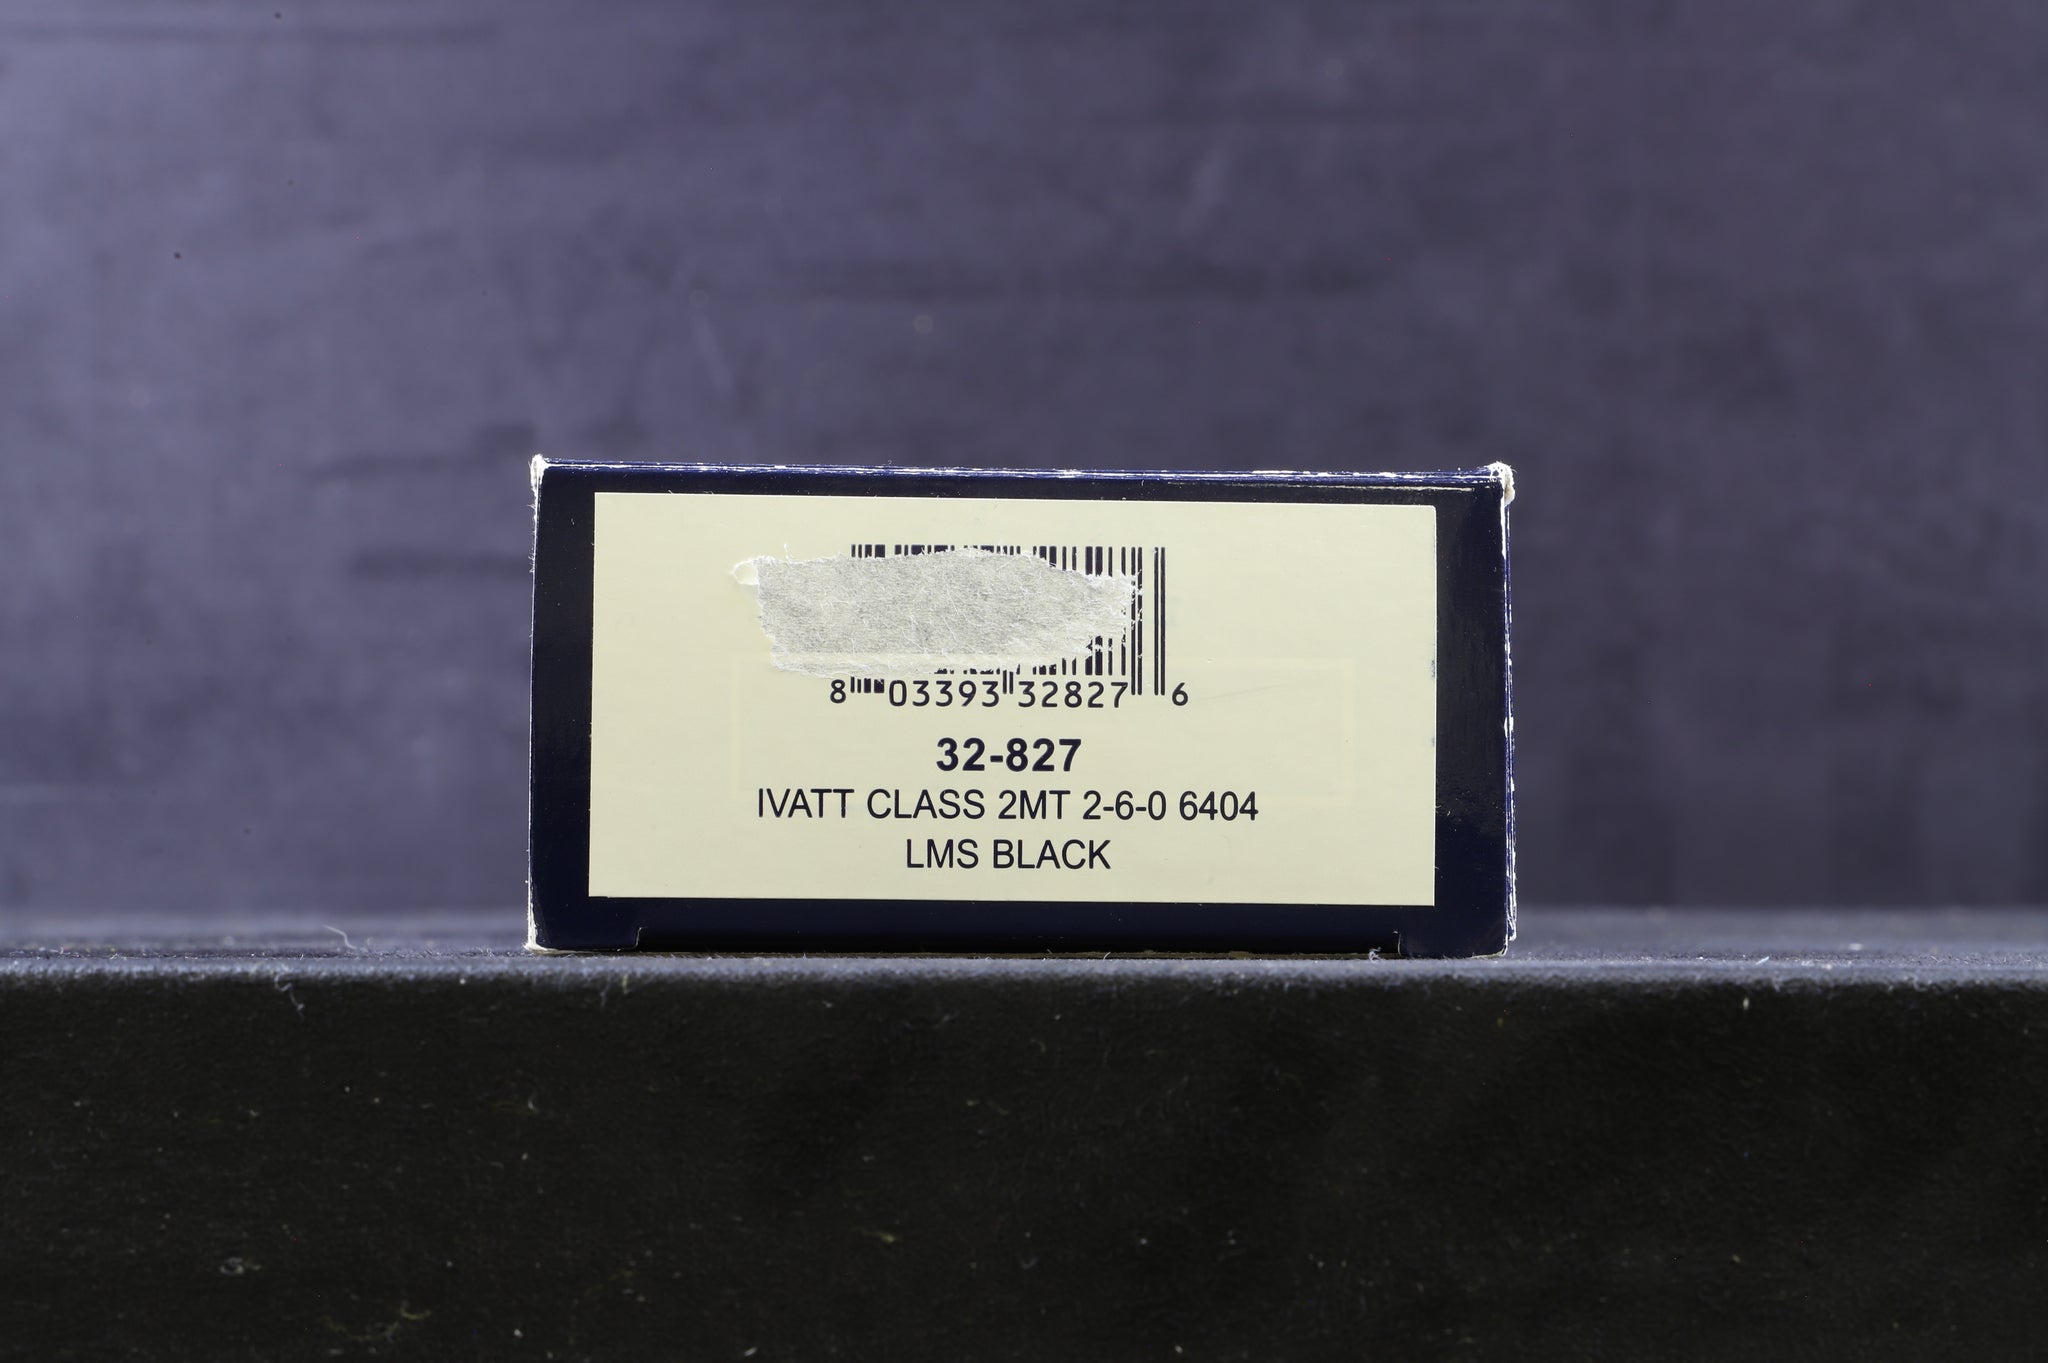 8 03393 32827 6
32-827
IVATT CLASS 2MT 2-6-0 6404
LMS BLACK